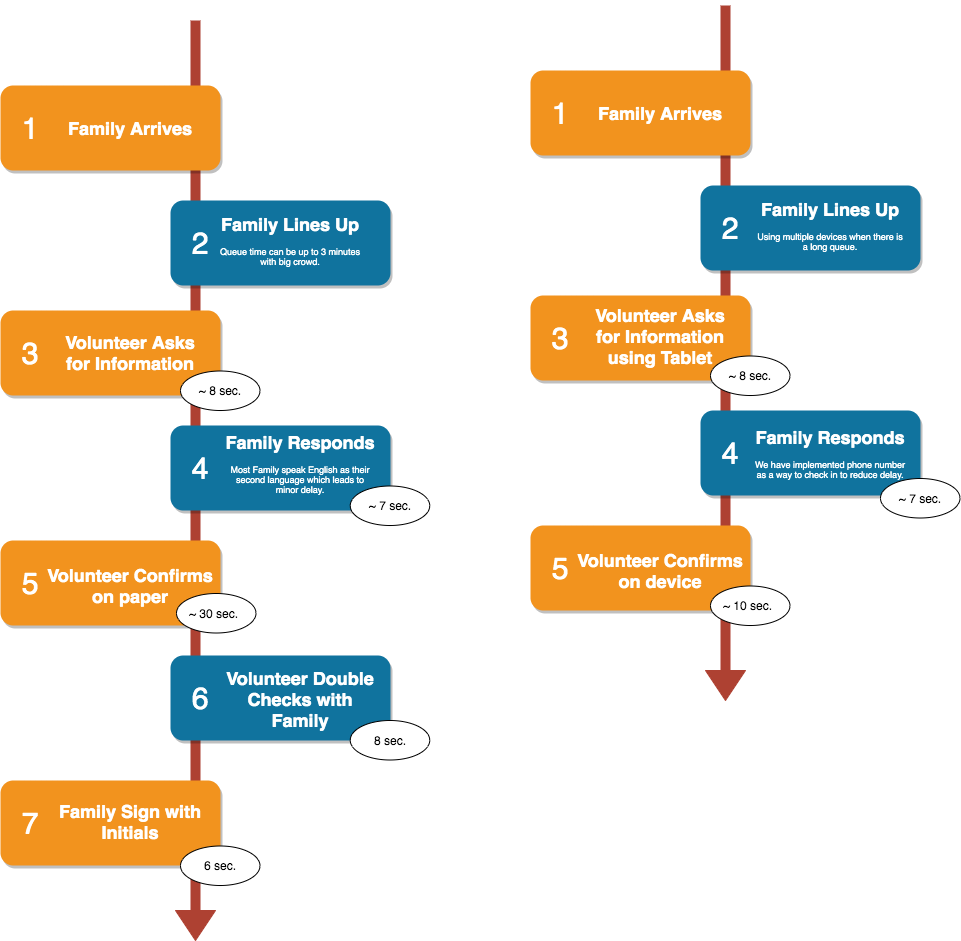 1
Family Arrives
2
Family Lines Up
Queue time can be up to 3 minutes
with big crowd.
3
Volunteer Asks
for Information
~ 8 sec.
4
Family Responds
Most Family speak English as their
second language which leads to
minor delay.
~ 7 sec.
5
Volunteer Confirms
on paper
~ 30 sec.
6
Volunteer Double
Checks with
Family
8 sec.
7
Family Sign with
Initials
6 sec.
1
Family Arrives
2
Family Lines Up
Using multiple devices when there is
a long queue.
3
Volunteer Asks
for Information
using Tablet
~ 8 sec.
4
Family Responds
We have implemented phone number
as a way to check in to reduce delay.
~ 7 sec.
5
Volunteer Confirms
on device
~ 10 sec.